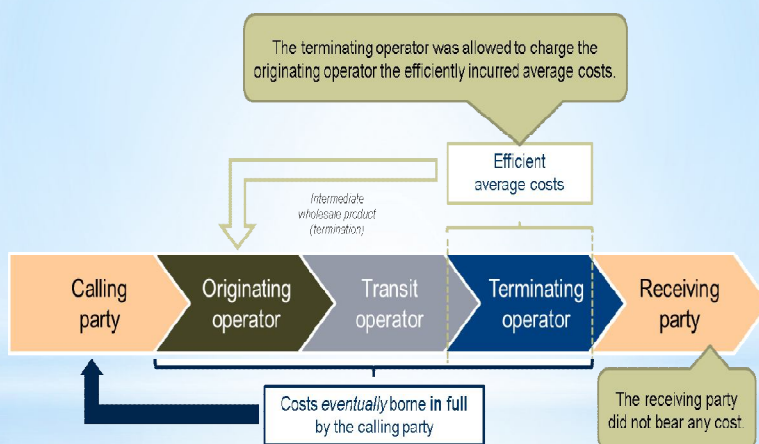 The terminating operator was allowed to charge the
originating operator the efficiently incurred average costs.
Efficient
average costs
Intermediate
wholesale product
(termination)
Calling
party
Originating
operator
Transit
operator
Terminating
operator
Receiving
party
Costs eventually borne in full
by the calling party
The receiving party
did not bear any cost.